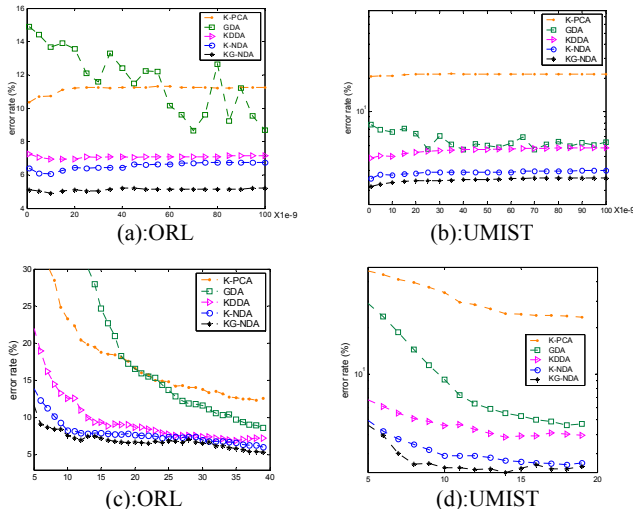 16
14
12
10
8
6
4
error rate (%)
0
20
40
60
80
100
X1e-9
K-PCA
GDA
KDDA
K-NDA
KG-NDA
(a):ORL
10¹
error rate (%)
0
10
20
30
40
50
60
70
80
90
100
X1e-9
K-PCA
GDA
KDDA
K-NDA
KG-NDA
(b):UMIST
30
25
20
15
10
5
error rate (%)
5
10
15
20
25
30
35
40
K-PCA
GDA
KDDA
K-NDA
KG-NDA
(c):ORL
10¹
error rate (%)
5
10
15
20
K-PCA
GDA
KDDA
K-NDA
KG-NDA
(d):UMIST